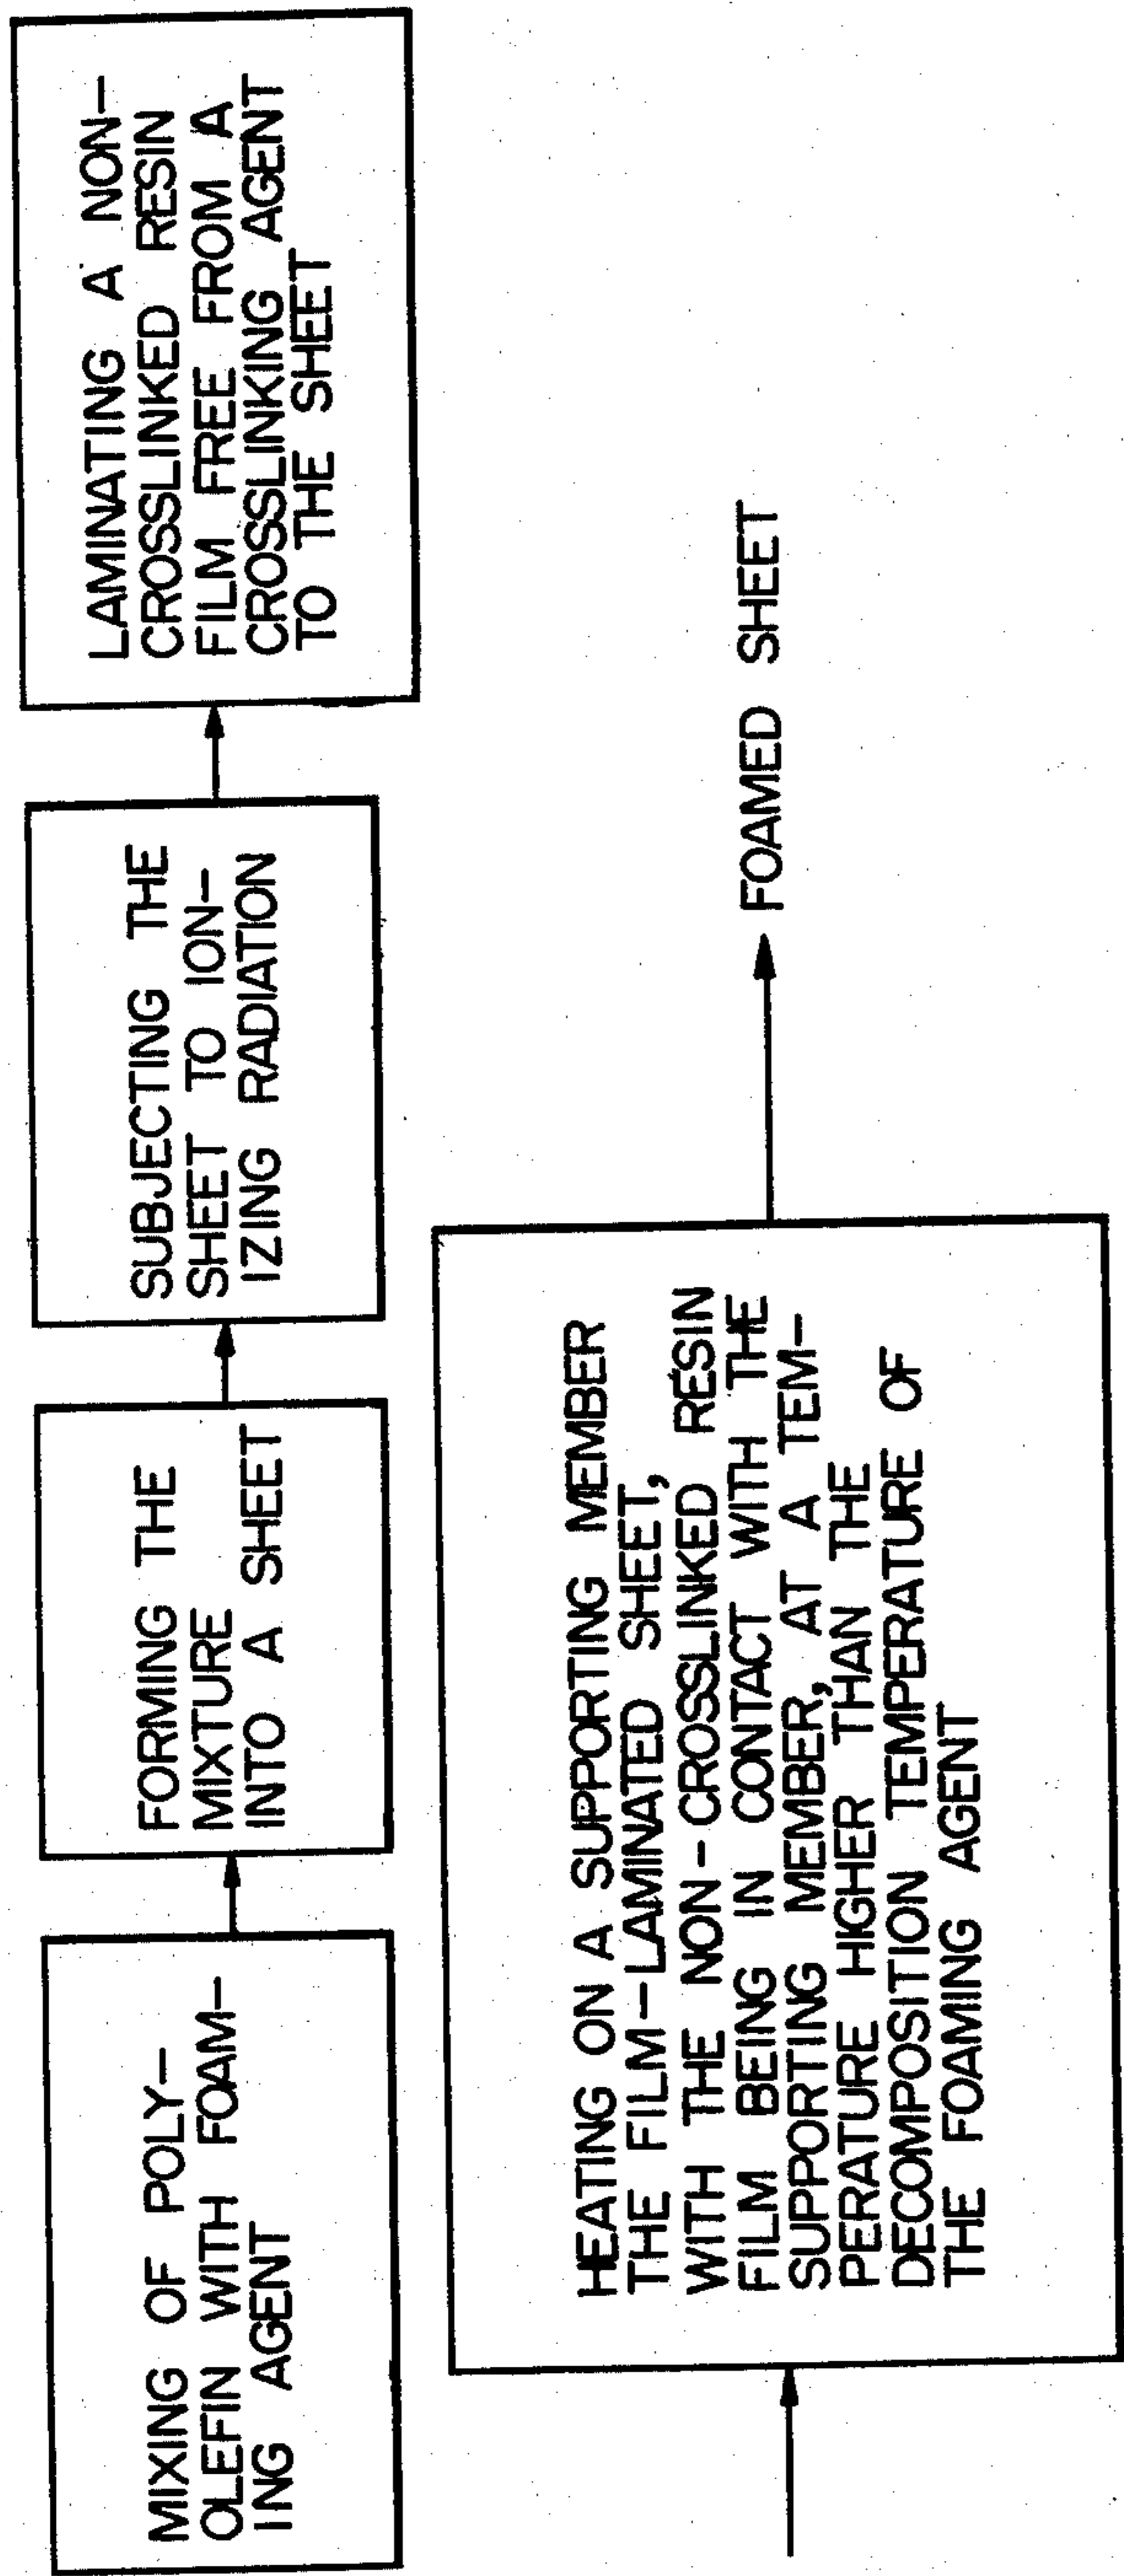 MIXING OF POLY-
OLEFIN WITH FOAM-
ING AGENT
FORMING THE
MIXTURE
INTO A SHEET
SUBJECTING THE
SHEET TO ION-
IZING RADIATION
LAMINATING A NON-
CROSSLINKED RESIN
FILM FREE FROM A
CROSSLINKING AGENT
TO THE SHEET
HEATING ON A SUPPORTING MEMBER
THE FILM-LAMINATED SHEET,
WITH THE NON-CROSSLINKED RESIN
FILM BEING IN CONTACT WITH THE
SUPPORTING MEMBER, AT A TEM-
PERATURE HIGHER THAN THE
DECOMPOSITION TEMPERATURE OF
THE FOAMING AGENT
FOAMED SHEET